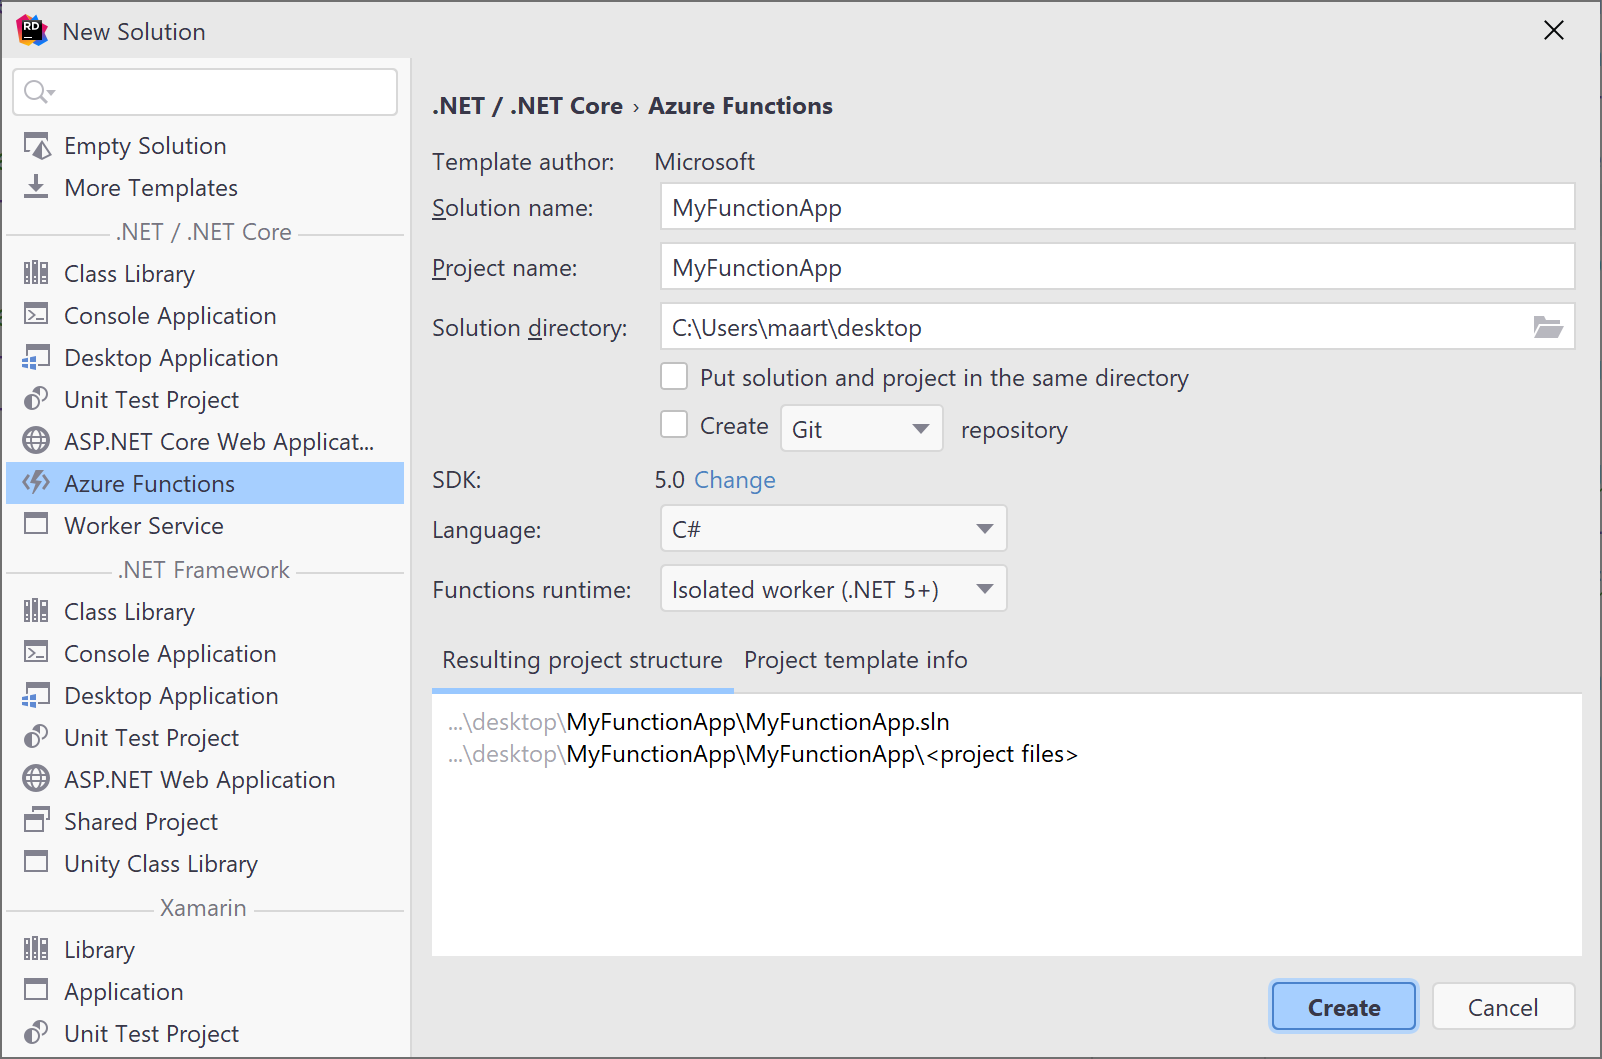 RD
New Solution
Empty Solution
More Templates
.NET / .NET Core
Class Library
Console Application
Desktop Application
Unit Test Project
ASP.NET Core Web Applicat...
Azure Functions
Worker Service
.NET Framework
Class Library
Console Application
Desktop Application
Unit Test Project
ASP.NET Web Application
Shared Project
Unity Class Library
Xamarin
Library
Application
Unit Test Project
.NET / .NET Core › Azure Functions
Template author: Microsoft
Solution name: MyFunctionApp
Project name: MyFunctionApp
Solution directory: C:\Users\maart\desktop
Put solution and project in the same directory
Create Git repository
SDK: 5.0 Change
Language: C#
Functions runtime: Isolated worker (.NET 5+)
Resulting project structure Project template info
...\desktop\MyFunctionApp\MyFunctionApp.sln
...\desktop\MyFunctionApp\MyFunctionApp\<project files>
Create Cancel